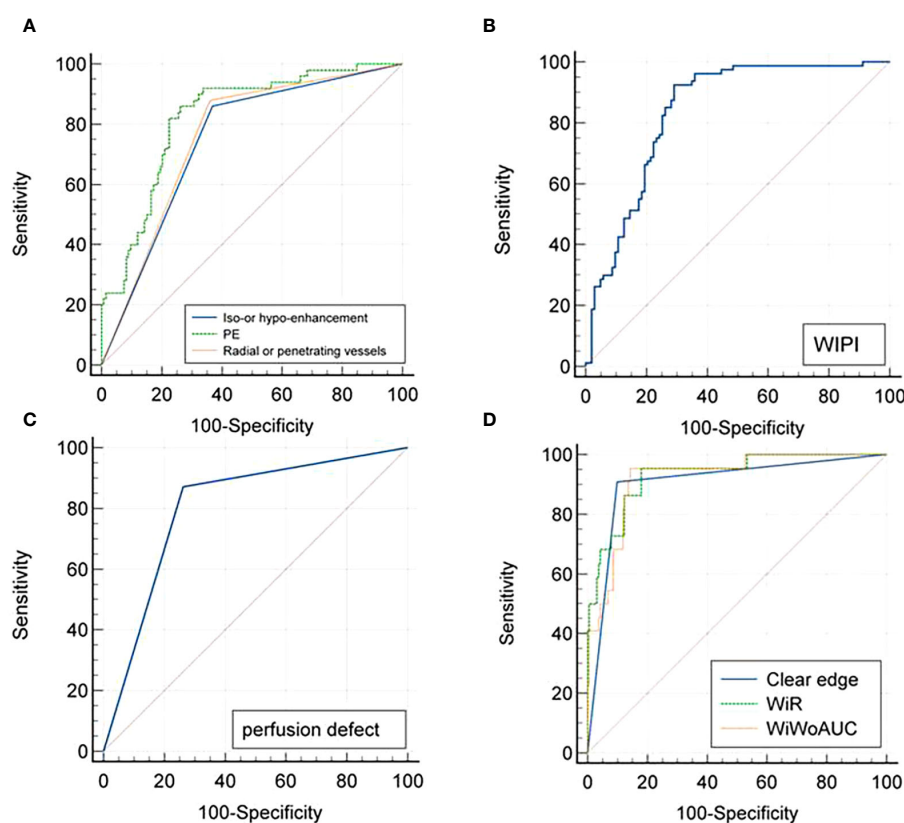 A
100
80
60
40
20
0
Sensitivity
Iso-or hypo-enhancement
PE
Radial or penetrating vessels
0 20 40 60 80 100
100-Specificity
B
100
80
60
40
20
0
Sensitivity
WIPI
0 20 40 60 80 100
100-Specificity
C
100
80
60
40
20
0
Sensitivity
perfusion defect
0 20 40 60 80 100
100-Specificity
D
100
80
60
40
20
0
Sensitivity
Clear edge
WiR
WiWoAUC
0 20 40 60 80 100
100-Specificity